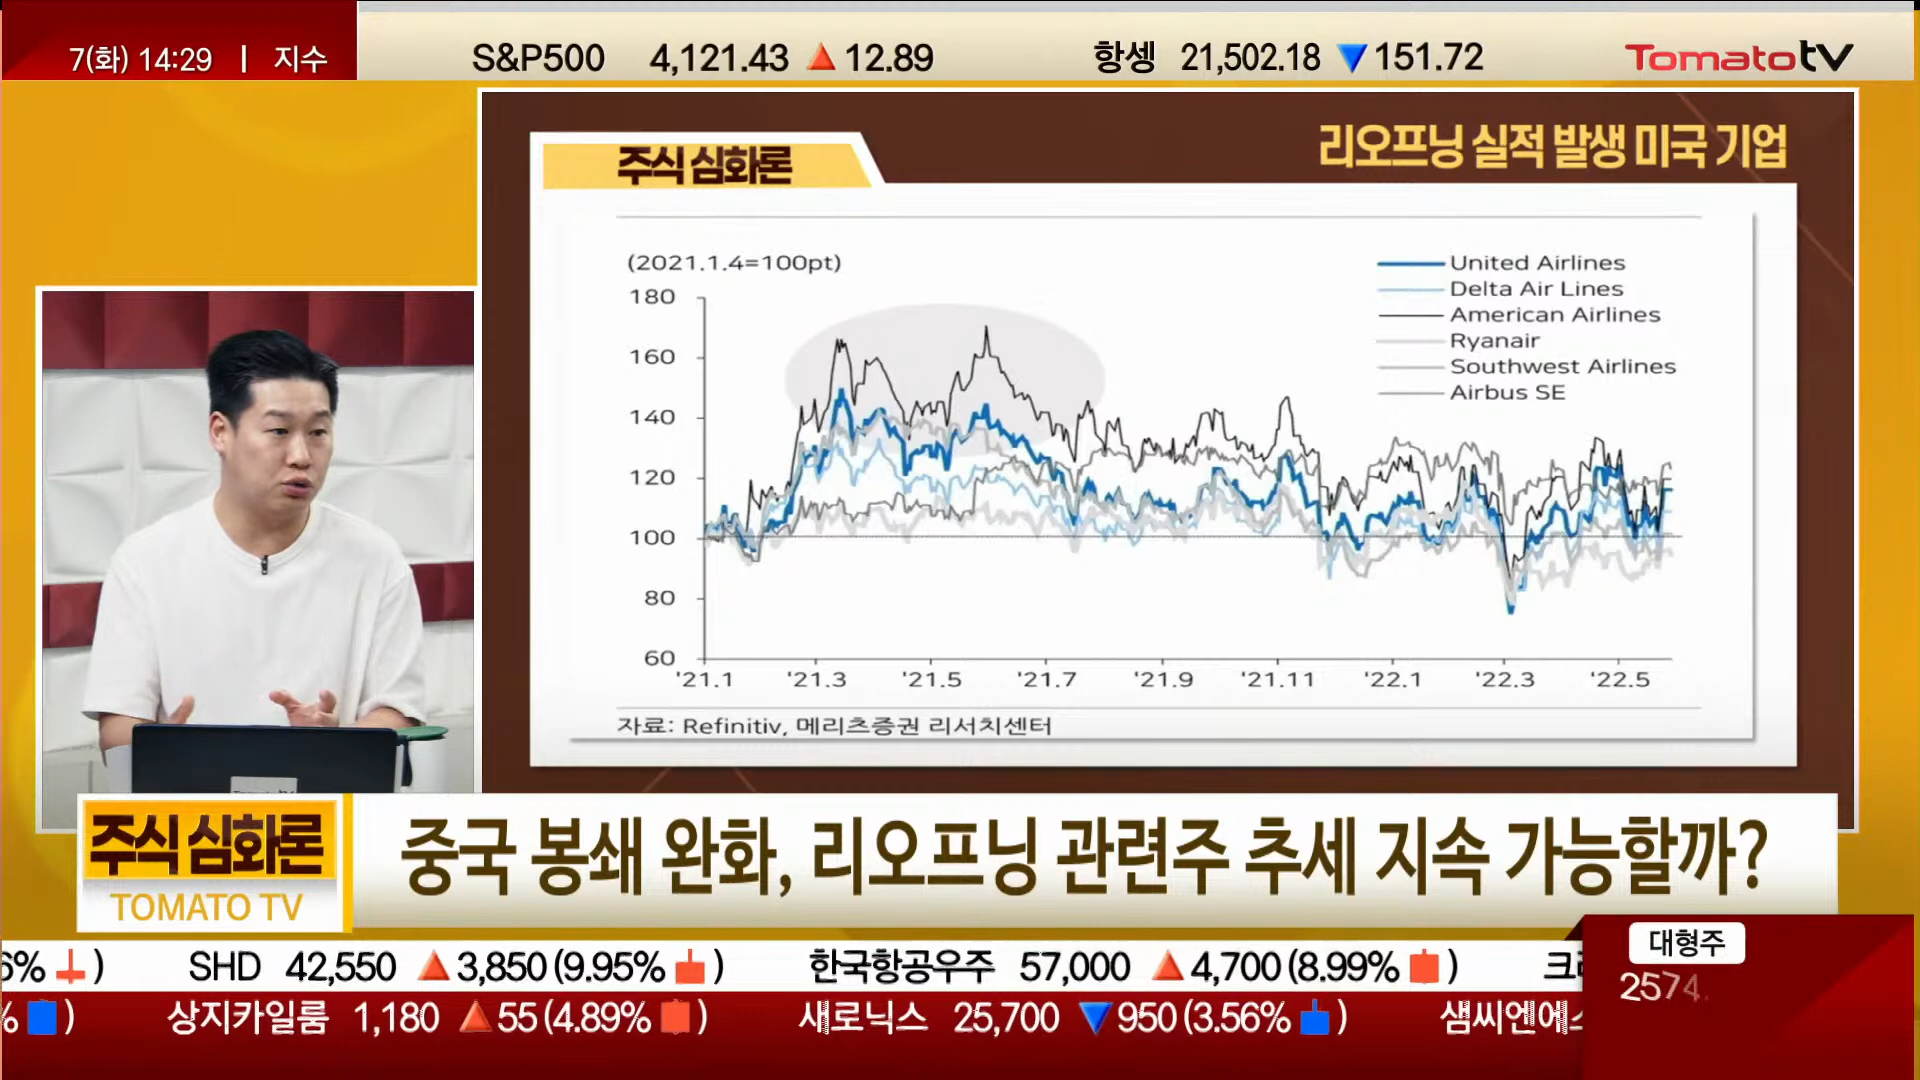 7(화) 14:29 | 지수
S&P500 4,121.43 ▲ 12.89 항셍 21,502.18 ▼ 151.72
Tomatotv
주식 심화론
리오프닝 실적 발생 미국 기업
(2021.1.4=100pt)
United Airlines
Delta Air Lines
American Airlines
Ryanair
Southwest Airlines
Airbus SE
180
160
140
120
100
80
60
'21.1 '21.3 '21.5 '21.7 '21.9 '21.11 '22.1 '22.3 '22.5
자료: Refinitiv, 메리츠증권 리서치센터
주식 심화론
TOMATO TV
중국 봉쇄 완화, 리오프닝 관련주 추세 지속 가능할까?
6% ) SHD 42,550 ▲3,850 (9.95% ) 한국항공우주 57,000 ▲4,700 (8.99% )
% ) 상지카일룸 1,180 ▲55 (4.89% ) 새로닉스 25,700 ▼950 (3.56% ) 샘씨엔에스
대형주
2574.